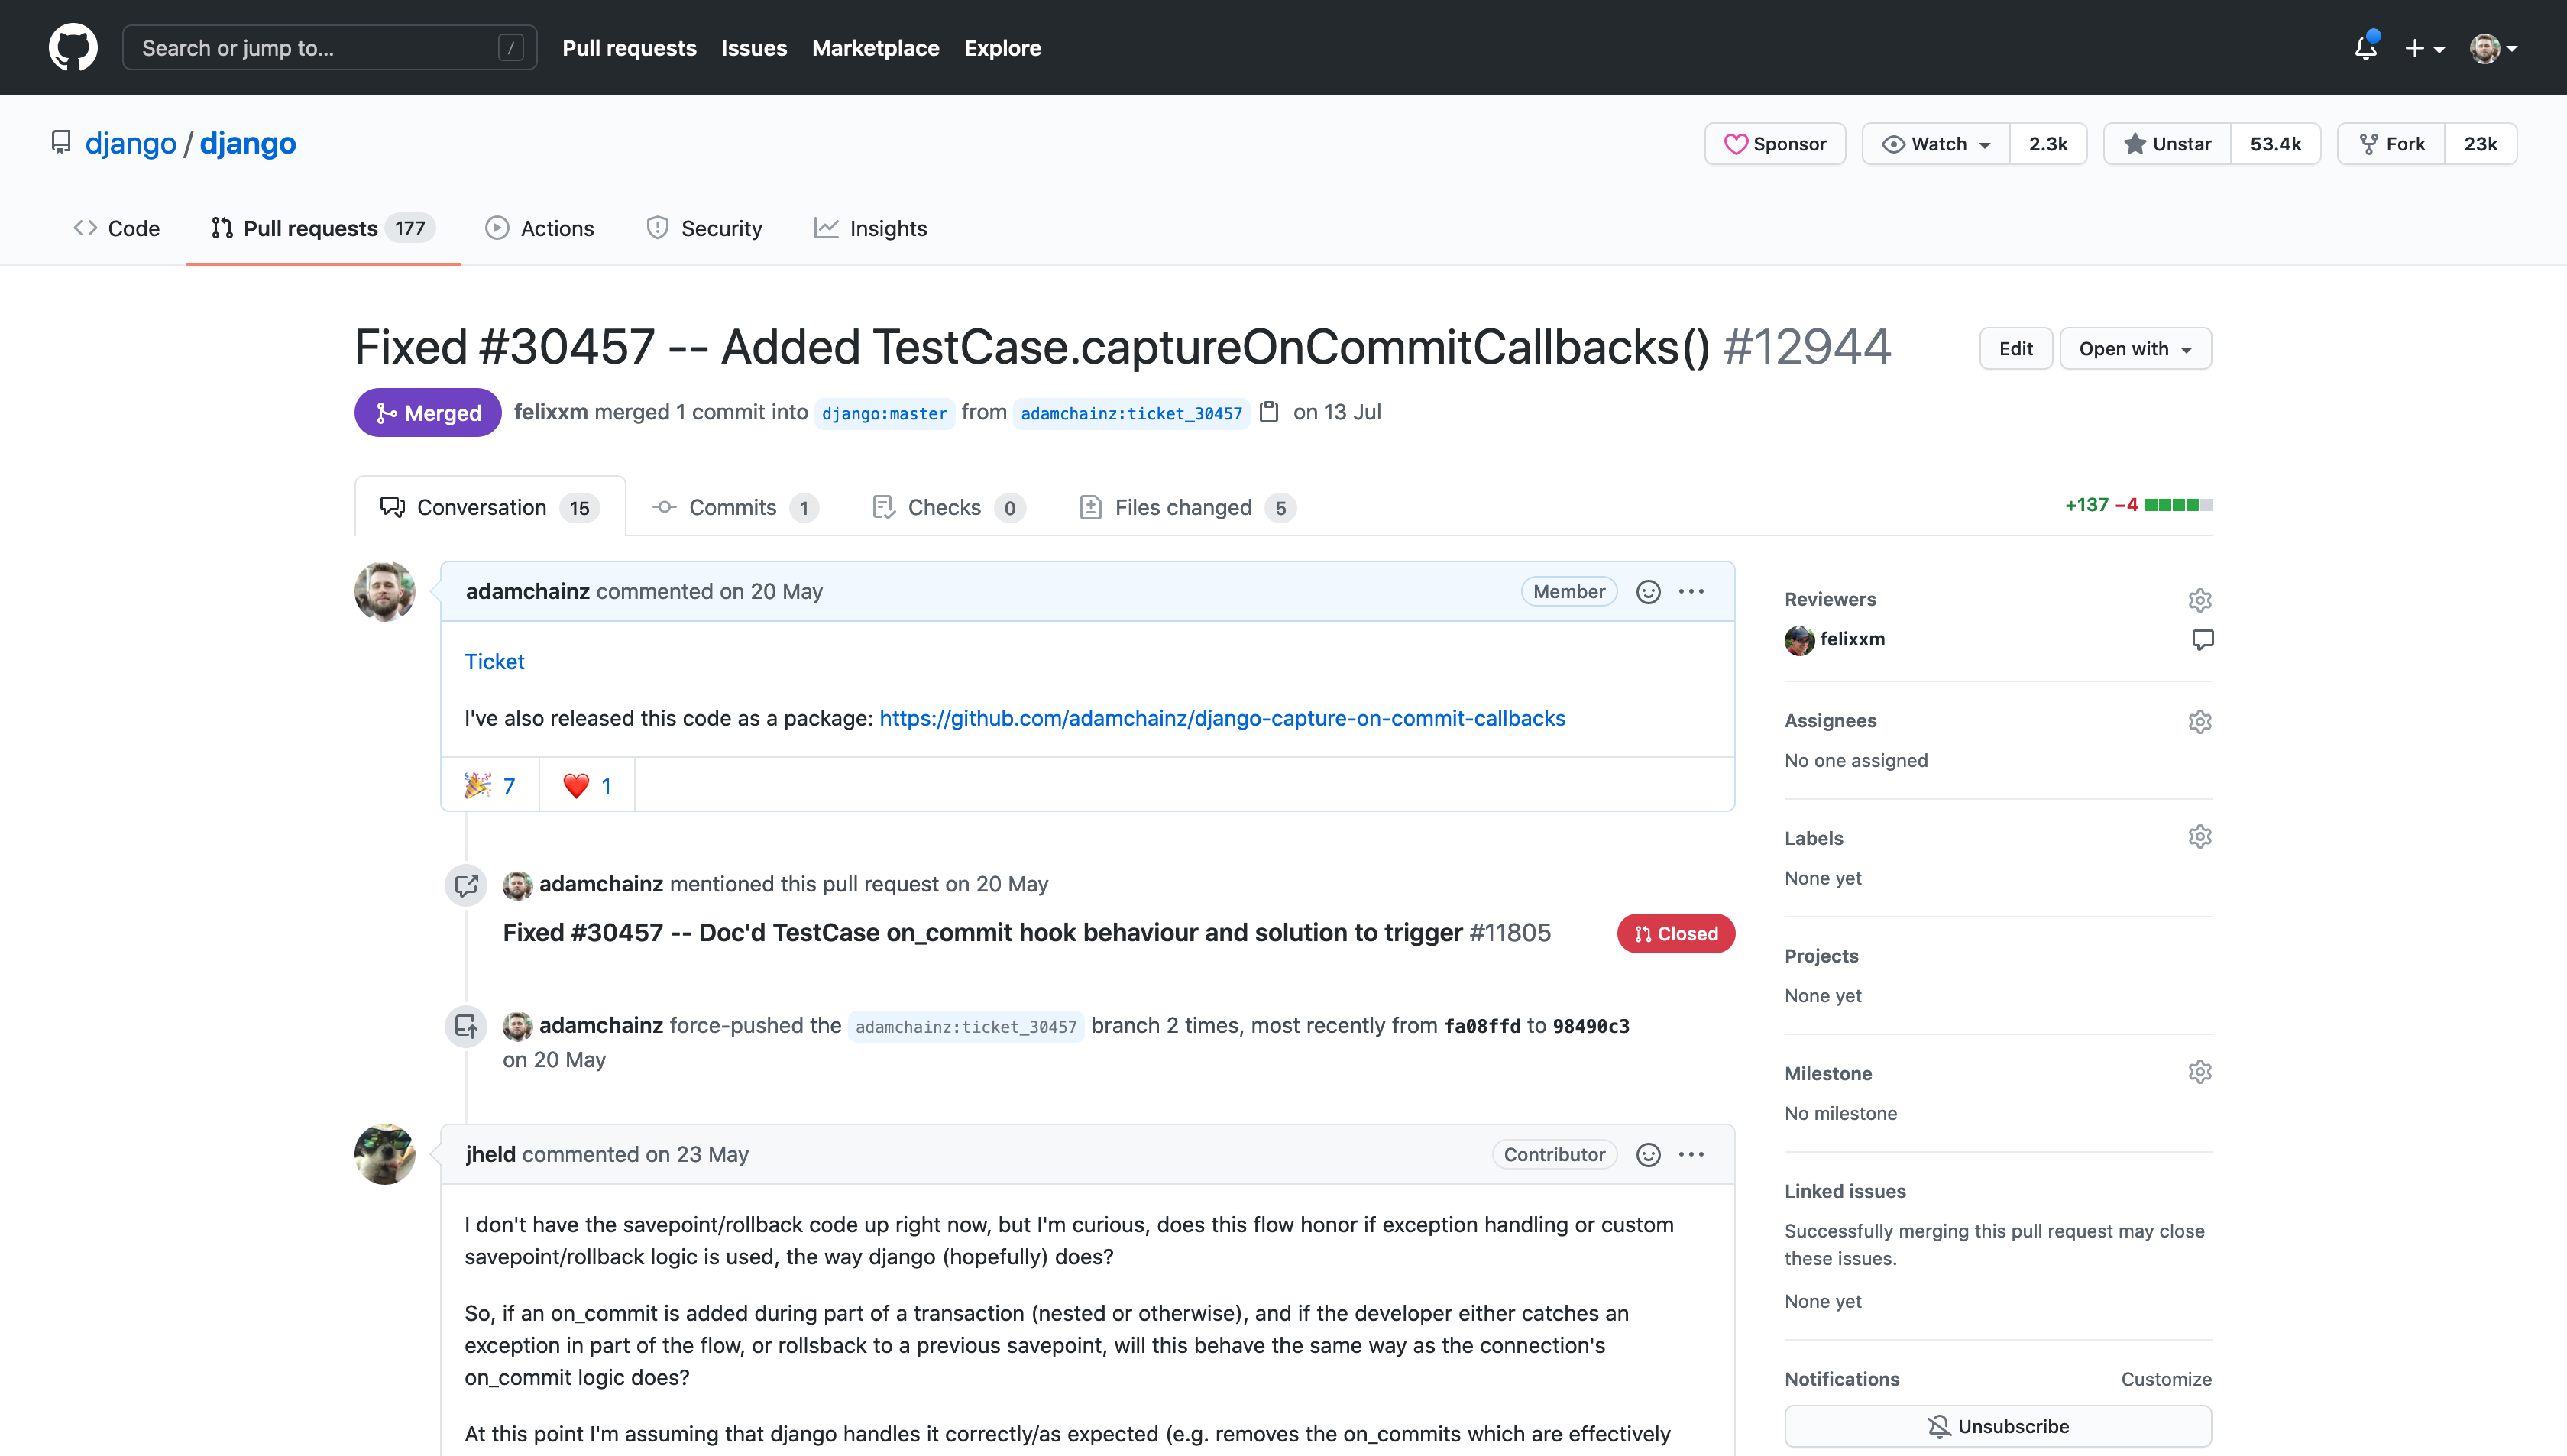 Search or jump to... /
Pull requests Issues Marketplace Explore
django / django
Sponsor Watch 2.3k Unstar 53.4k Fork 23k
Code Pull requests 177 Actions Security Insights
Fixed #30457 -- Added TestCase.captureOnCommitCallbacks() #12944
Edit Open with
Merged felixxm merged 1 commit into django:master from adamchainz:ticket_30457 on 13 Jul
Conversation 15 Commits 1 Checks 0 Files changed 5
+137 −4
adamchainz commented on 20 May
Member
Ticket
I've also released this code as a package: https://github.com/adamchainz/django-capture-on-commit-callbacks
🎉 7 ❤️ 1
adamchainz mentioned this pull request on 20 May
Fixed #30457 -- Doc'd TestCase on_commit hook behaviour and solution to trigger #11805
Closed
adamchainz force-pushed the adamchainz:ticket_30457 branch 2 times, most recently from fa08ffd to 98490c3
on 20 May
jheld commented on 23 May
Contributor
I don't have the savepoint/rollback code up right now, but I'm curious, does this flow honor if exception handling or custom
savepoint/rollback logic is used, the way django (hopefully) does?
So, if an on_commit is added during part of a transaction (nested or otherwise), and if the developer either catches an
exception in part of the flow, or rollsback to a previous savepoint, will this behave the same way as the connection's
on_commit logic does?
At this point I'm assuming that django handles it correctly/as expected (e.g. removes the on_commits which are effectively
Reviewers
felixxm
Assignees
No one assigned
Labels
None yet
Projects
None yet
Milestone
No milestone
Linked issues
Successfully merging this pull request may close
these issues.
None yet
Notifications Customize
Unsubscribe